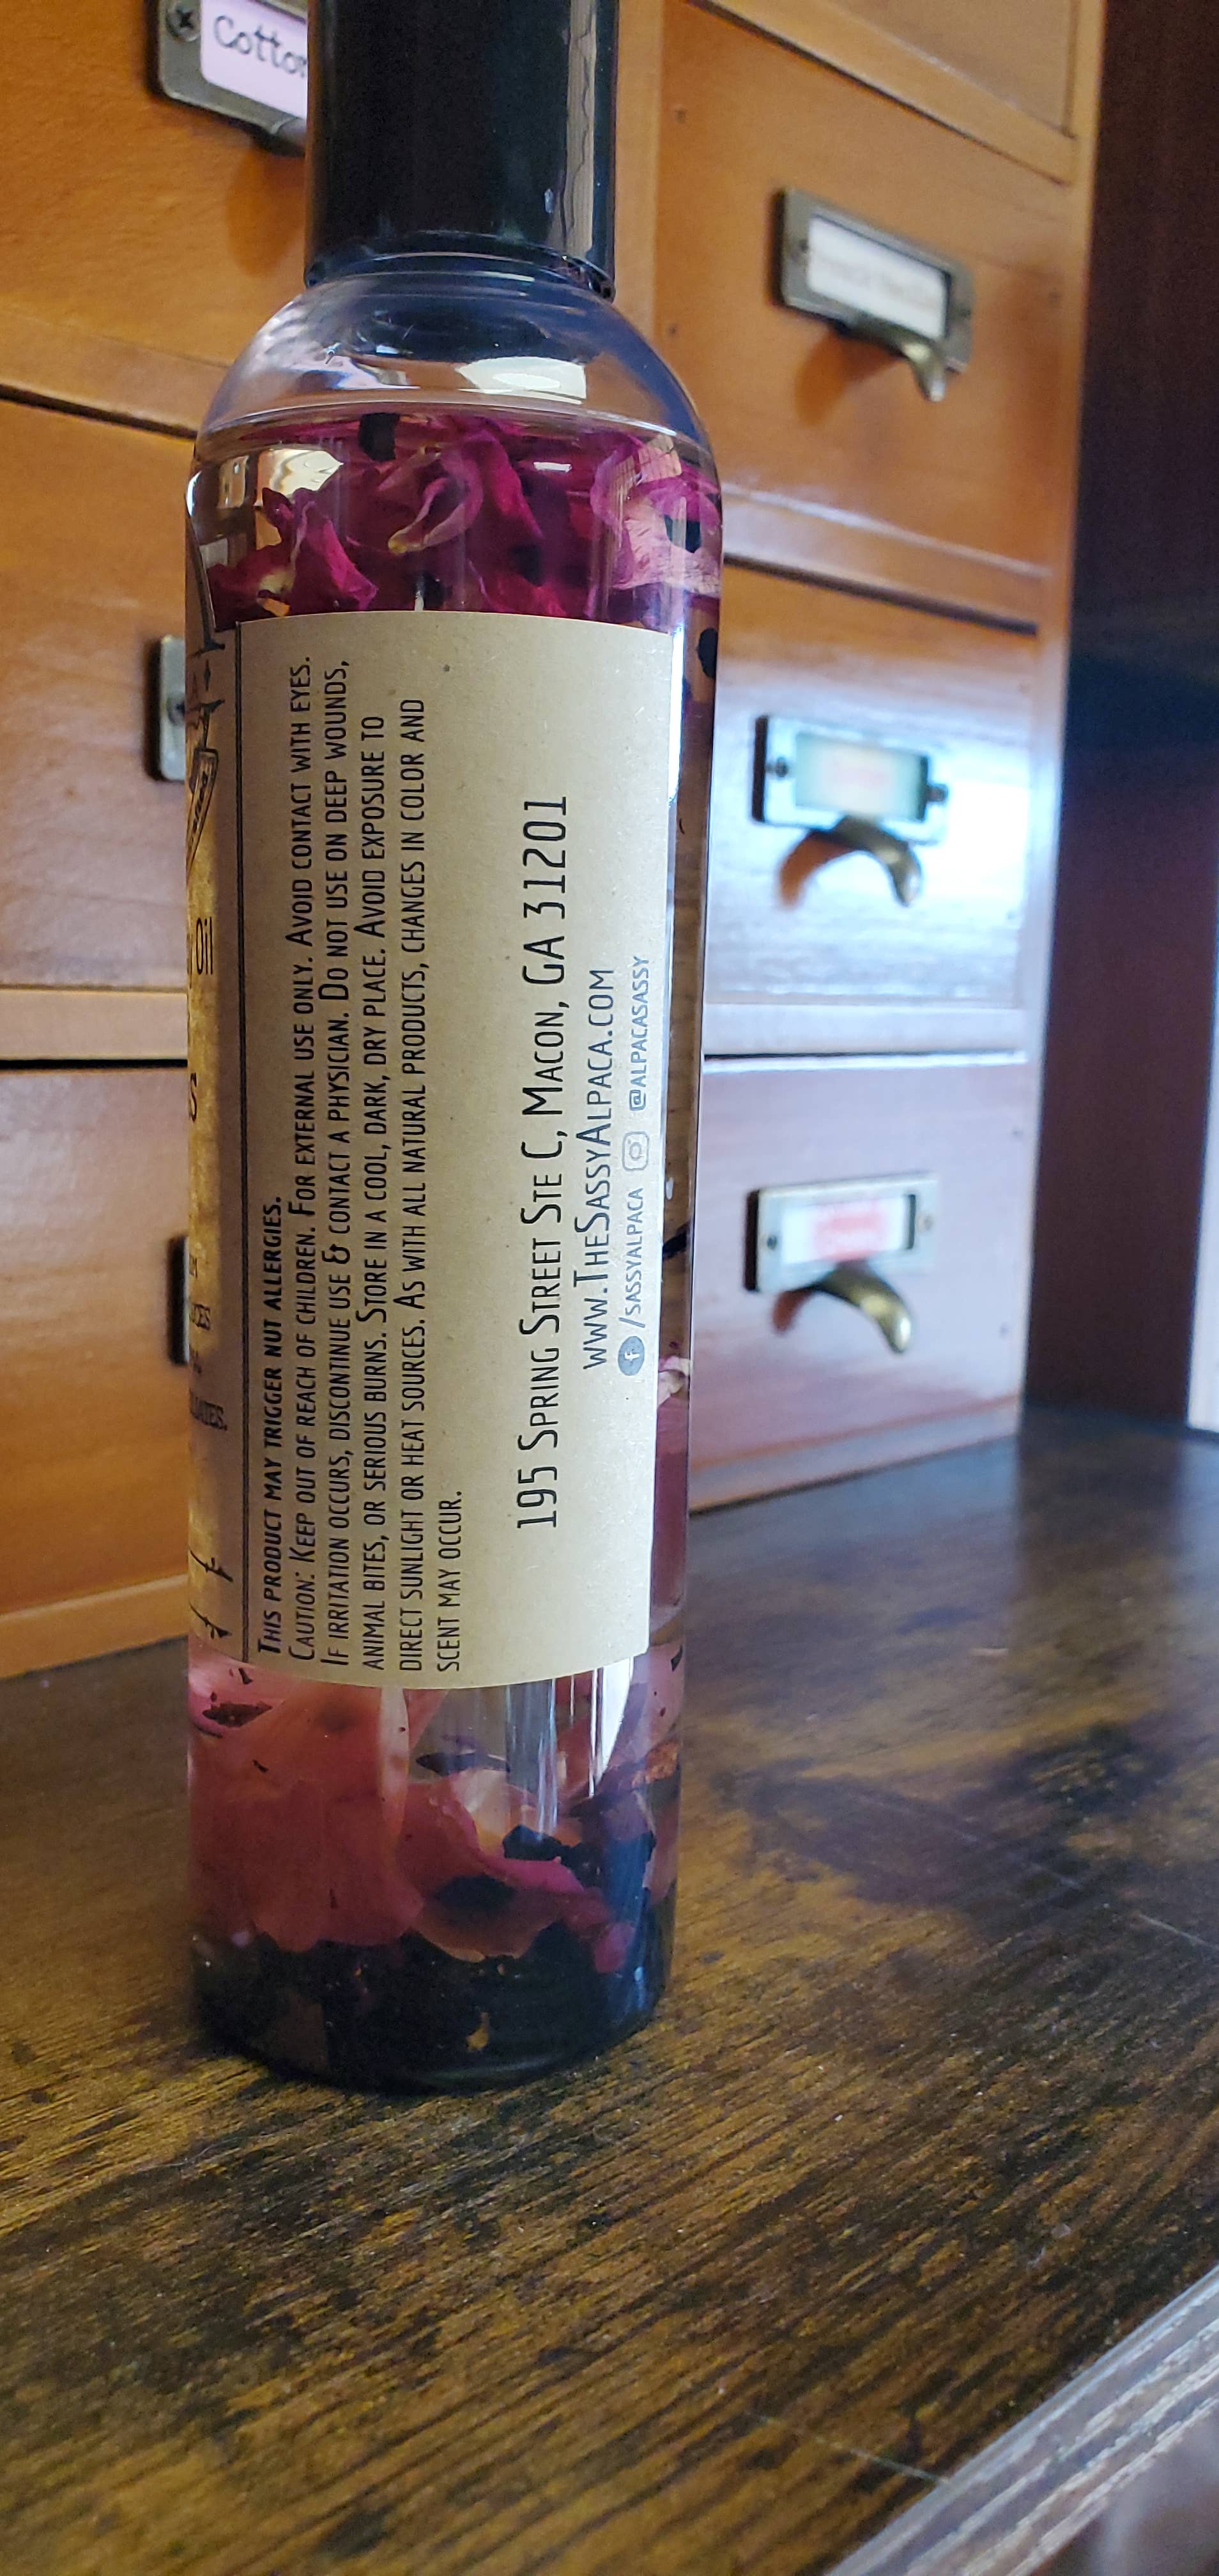 Cotton
Oil
THIS PRODUCT MAY TRIGGER NUT ALLERGIES.
CAUTION: KEEP OUT OF REACH OF CHILDREN. FOR EXTERNAL USE ONLY. AVOID CONTACT WITH EYES.
IF IRRITATION OCCURS, DISCONTINUE USE & CONTACT A PHYSICIAN. DO NOT USE ON DEEP WOUNDS,
ANIMAL BITES, OR SERIOUS BURNS. STORE IN A COOL, DARK, DRY PLACE. AVOID EXPOSURE TO
DIRECT SUNLIGHT OR HEAT SOURCES. AS WITH ALL NATURAL PRODUCTS, CHANGES IN COLOR AND
SCENT MAY OCCUR.
195 SPRING STREET STE C, MACON, GA 31201
WWW.THESASSYALPACA.COM
/SASSYALPACA @ALPACASASSY